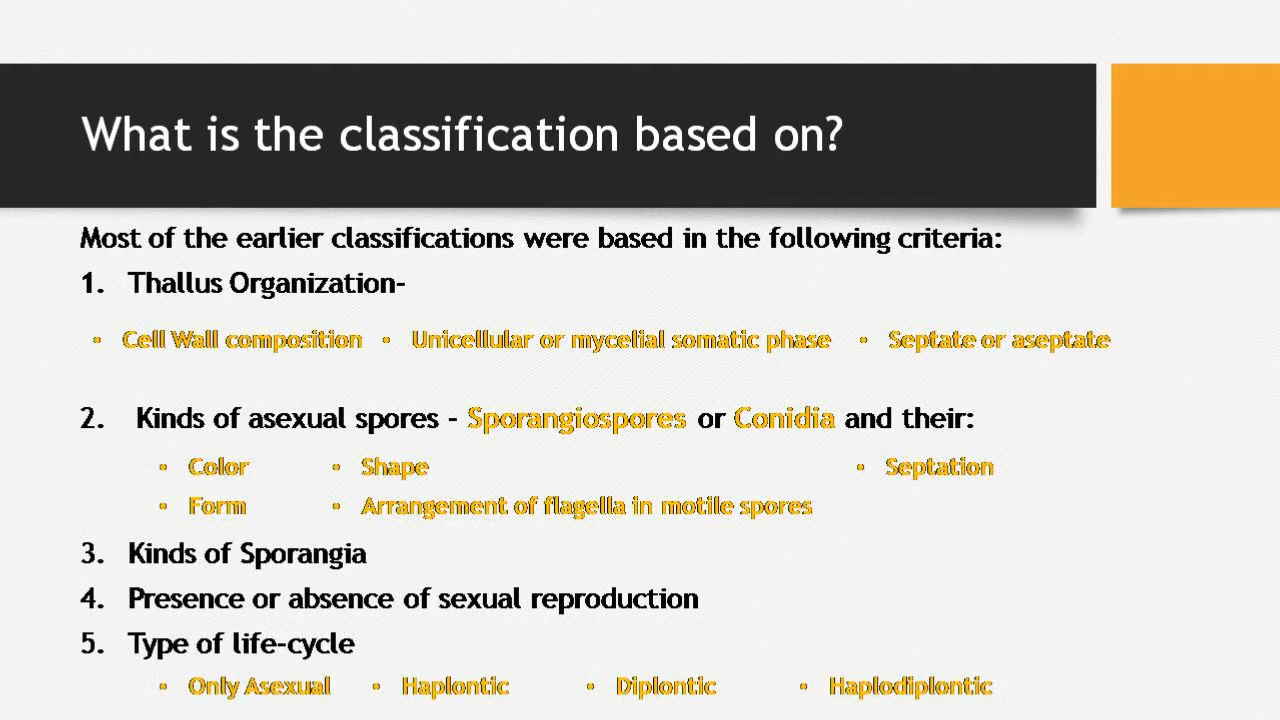 What is the classification based on?
Most of the earlier classifications were based in the following criteria:
1. Thallus Organization-
• Cell Wall composition • Unicellular or mycelial somatic phase • Septate or aseptate
2. Kinds of asexual spores - Sporangiospores or Conidia and their:
• Color • Shape • Septation
• Form • Arrangement of flagella in motile spores
3. Kinds of Sporangia
4. Presence or absence of sexual reproduction
5. Type of life-cycle
• Only Asexual • Haplontic • Diplontic • Haplodiplontic